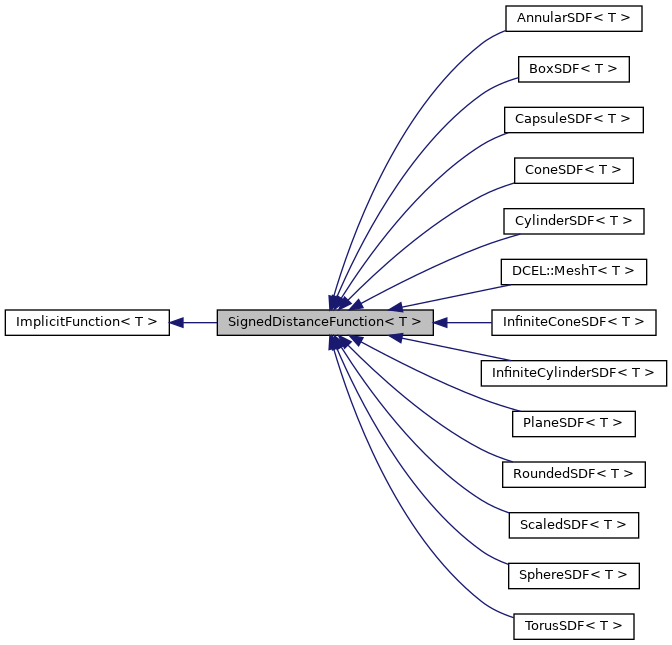 AnnularSDF< T >
BoxSDF< T >
CapsuleSDF< T >
ConeSDF< T >
CylinderSDF< T >
DCEL::MeshT< T >
ImplicitFunction< T >
SignedDistanceFunction< T >
InfiniteConeSDF< T >
InfiniteCylinderSDF< T >
PlaneSDF< T >
RoundedSDF< T >
ScaledSDF< T >
SphereSDF< T >
TorusSDF< T >